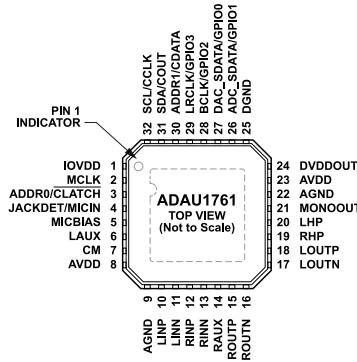 32 SCL/CCLK
31 SDA/COUT
30 ADDR1/CDATA
29 LRCLK/GPIO3
28 BCLK/GPIO2
27 DAC_SDATA/GPIO0
26 ADC_SDATA/GPIO1
25 DGND
PIN 1
INDICATOR
IOVDD 1
MCLK 2
ADDR0/CLATCH 3
JACKDET/MICIN 4
MICBIAS 5
LAUX 6
CM 7
AVDD 8
ADAU1761
TOP VIEW
(Not to Scale)
24 DVDDOUT
23 AVDD
22 AGND
21 MONOOUT
20 LHP
19 RHP
18 LOUTP
17 LOUTN
AGND 9
LINP 10
LINN 11
RINP 12
RINN 13
RAUX 14
ROUTP 15
ROUTN 16